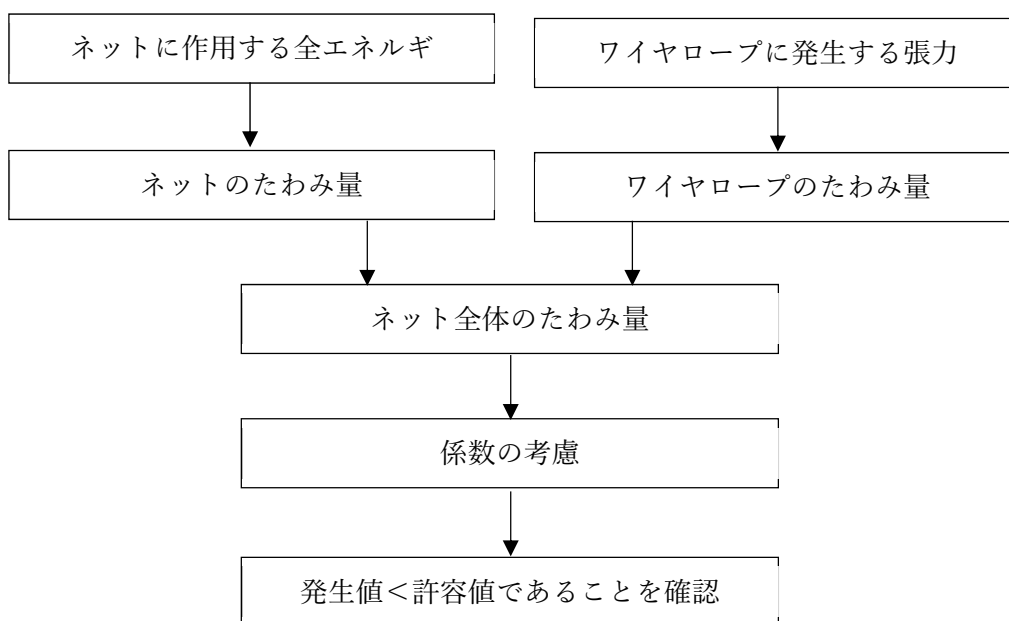 ネットに作用する全エネルギ
ワイヤロープに発生する張力
ネットのたわみ量
ワイヤロープのたわみ量
ネット全体のたわみ量
係数の考慮
発生値＜許容値であることを確認